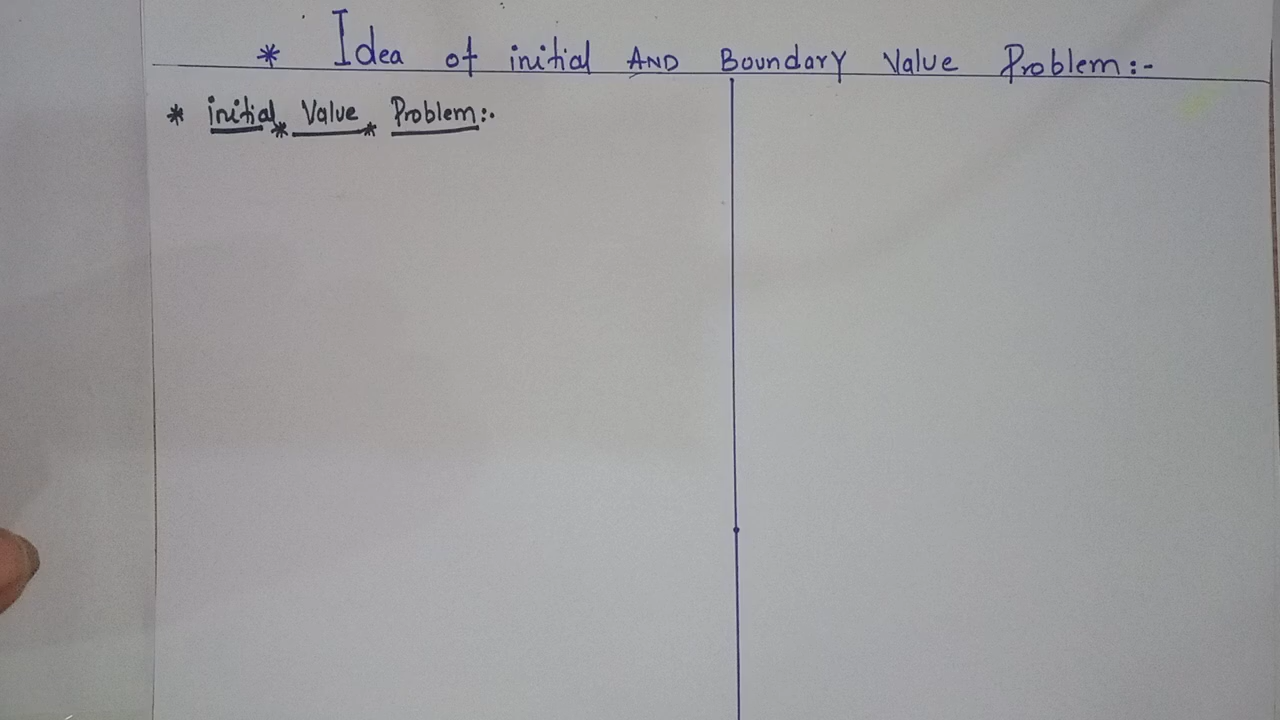 * Idea of initial AND Boundary Value Problem:-
* initial * Value * Problem:-